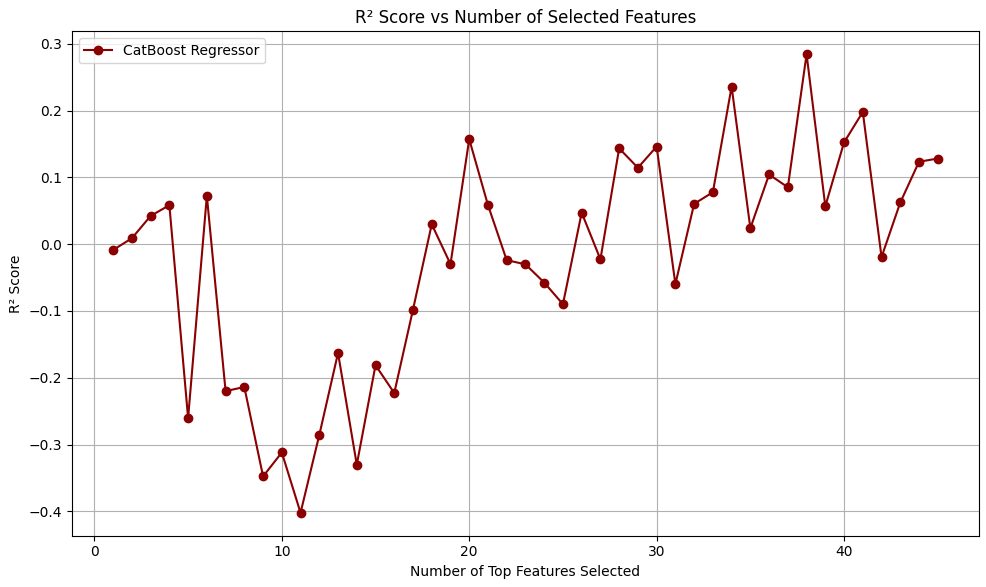 R² Score vs Number of Selected Features
CatBoost Regressor
R² Score
0.3
0.2
0.1
0.0
−0.1
−0.2
−0.3
−0.4
0 10 20 30 40
Number of Top Features Selected